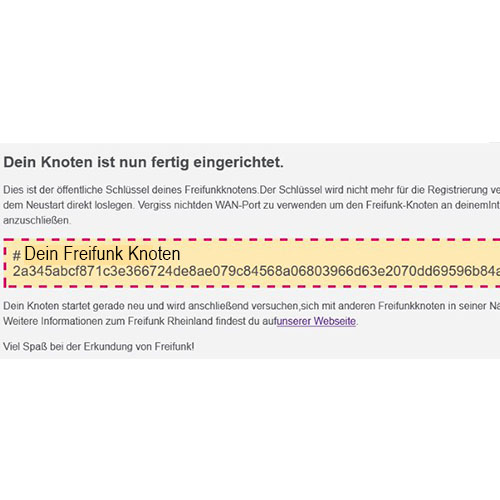 Dein Knoten ist nun fertig eingerichtet.
Dies ist der öffentliche Schlüssel deines Freifunkknotens.Der Schlüssel wird nicht mehr für die Registrierung
dem Neustart direkt loslegen. Vergiss nichtden WAN-Port zu verwenden um den Freifunk-Knoten an deinemInt
anzuschließen.
# Dein Freifunk Knoten
2a345abcf871c3e366724de8ae079c84568a06803966d63e2070dd69596b84a
Dein Knoten startet gerade neu und wird anschließend versuchen,sich mit anderen Freifunkknoten in seiner
Weitere Informationen zum Freifunk Rheinland findest du aufunserer Webseite.
Viel Spaß bei der Erkundung von Freifunk!